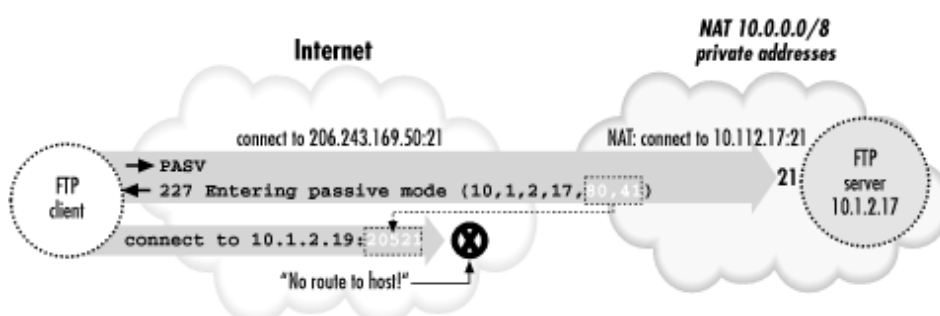 NAT 10.0.0.0/8
private addresses
Internet
connect to 206.243.169.50:21
NAT: connect to 10.112.17:21
PASV
227 Entering passive mode (10,1,2,17,80,41)
21
FTP
client
FTP
server
10.1.2.17
connect to 10.1.2.19:20521
"No route to host!"